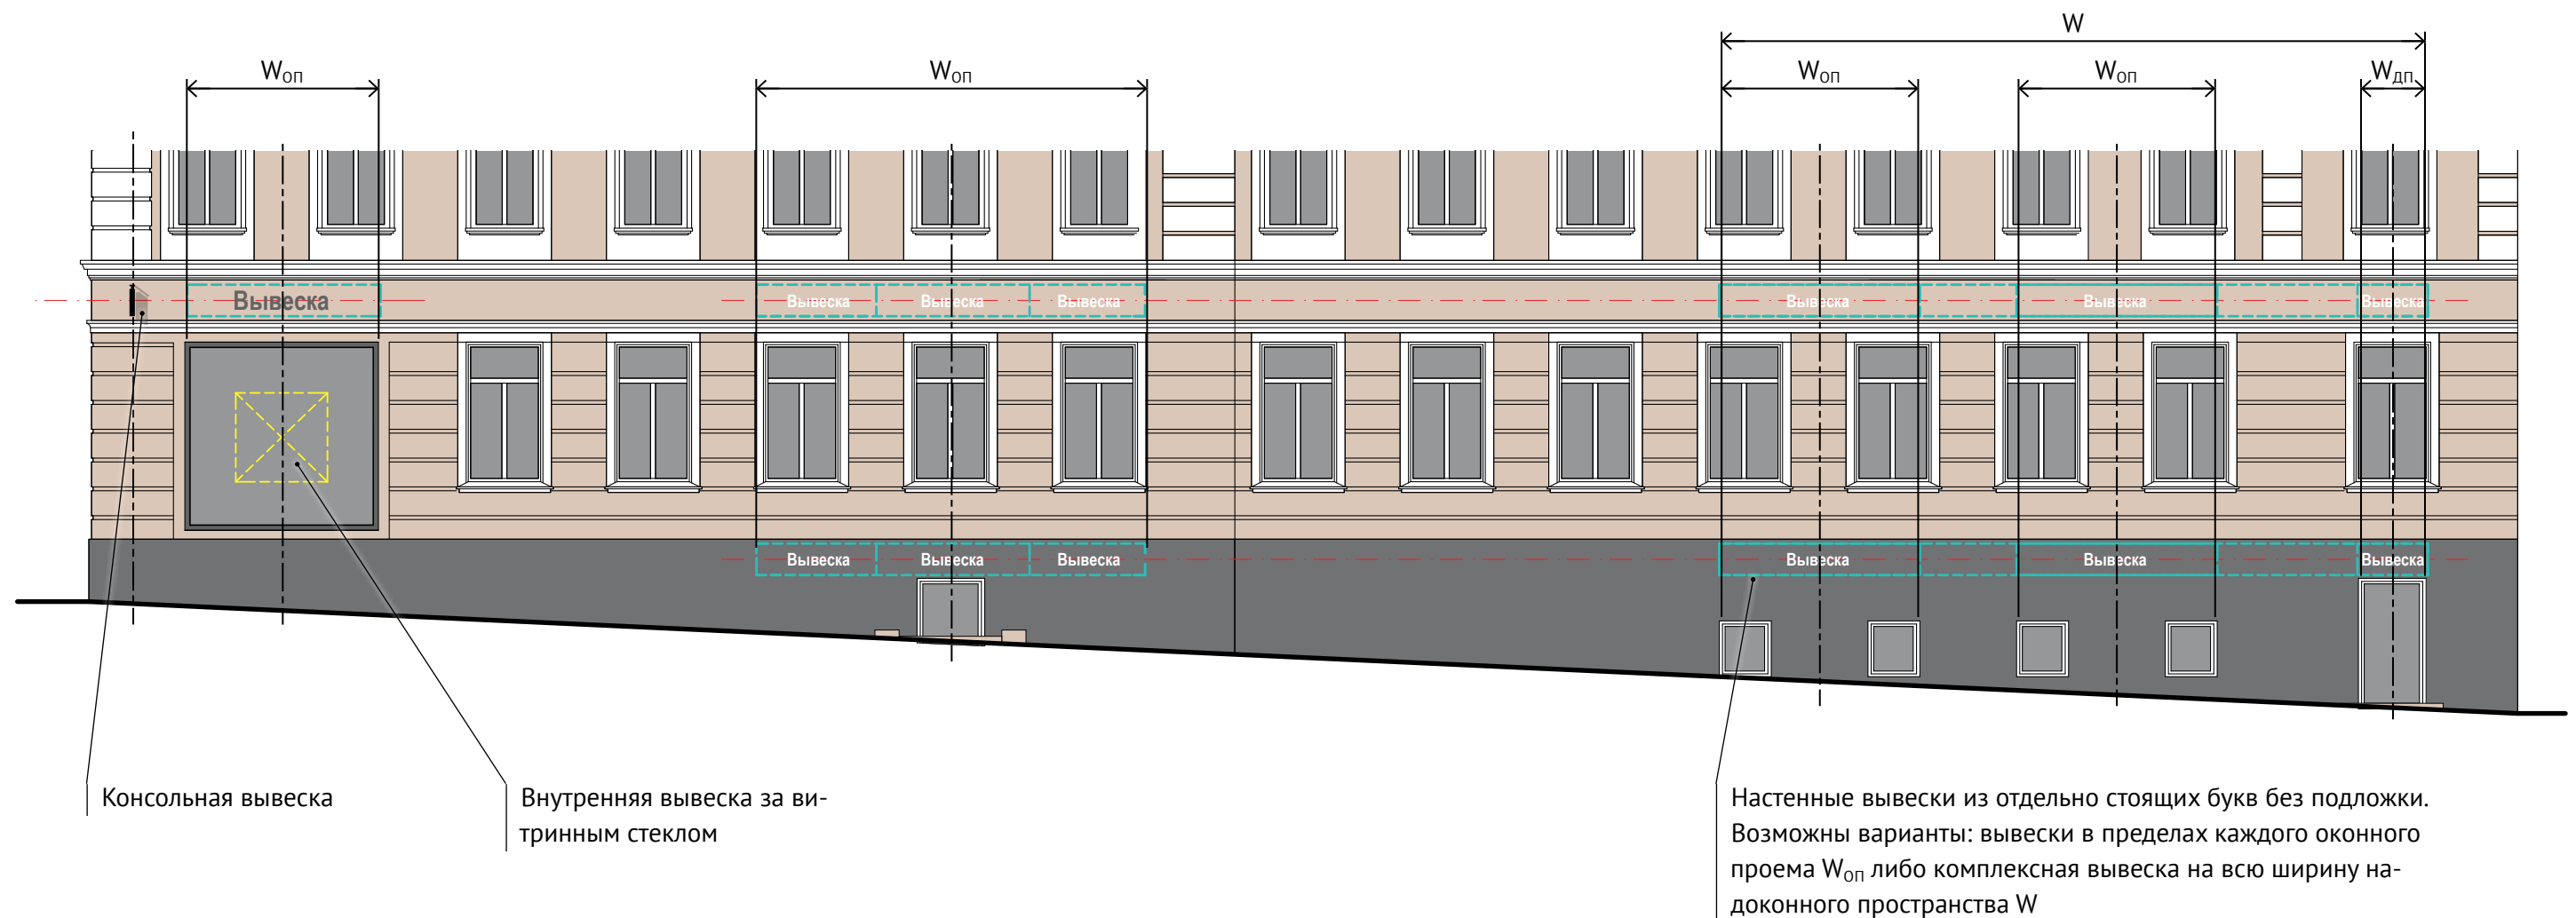 W
Wоп
Wоп
Wоп
Wоп
Wдп
Вывеска
Вывеска
Вывеска
Вывеска
Вывеска
Вывеска
Вывеска
Вывеска
Вывеска
Вывеска
Вывеска
Вывеска
Вывеска
Консольная вывеска
Внутренняя вывеска за ви-
тринным стеклом
Настенные вывески из отдельно стоящих букв без подложки.
Возможны варианты: вывески в пределах каждого оконного
проема Wоп либо комплексная вывеска на всю ширину на-
доконного пространства W